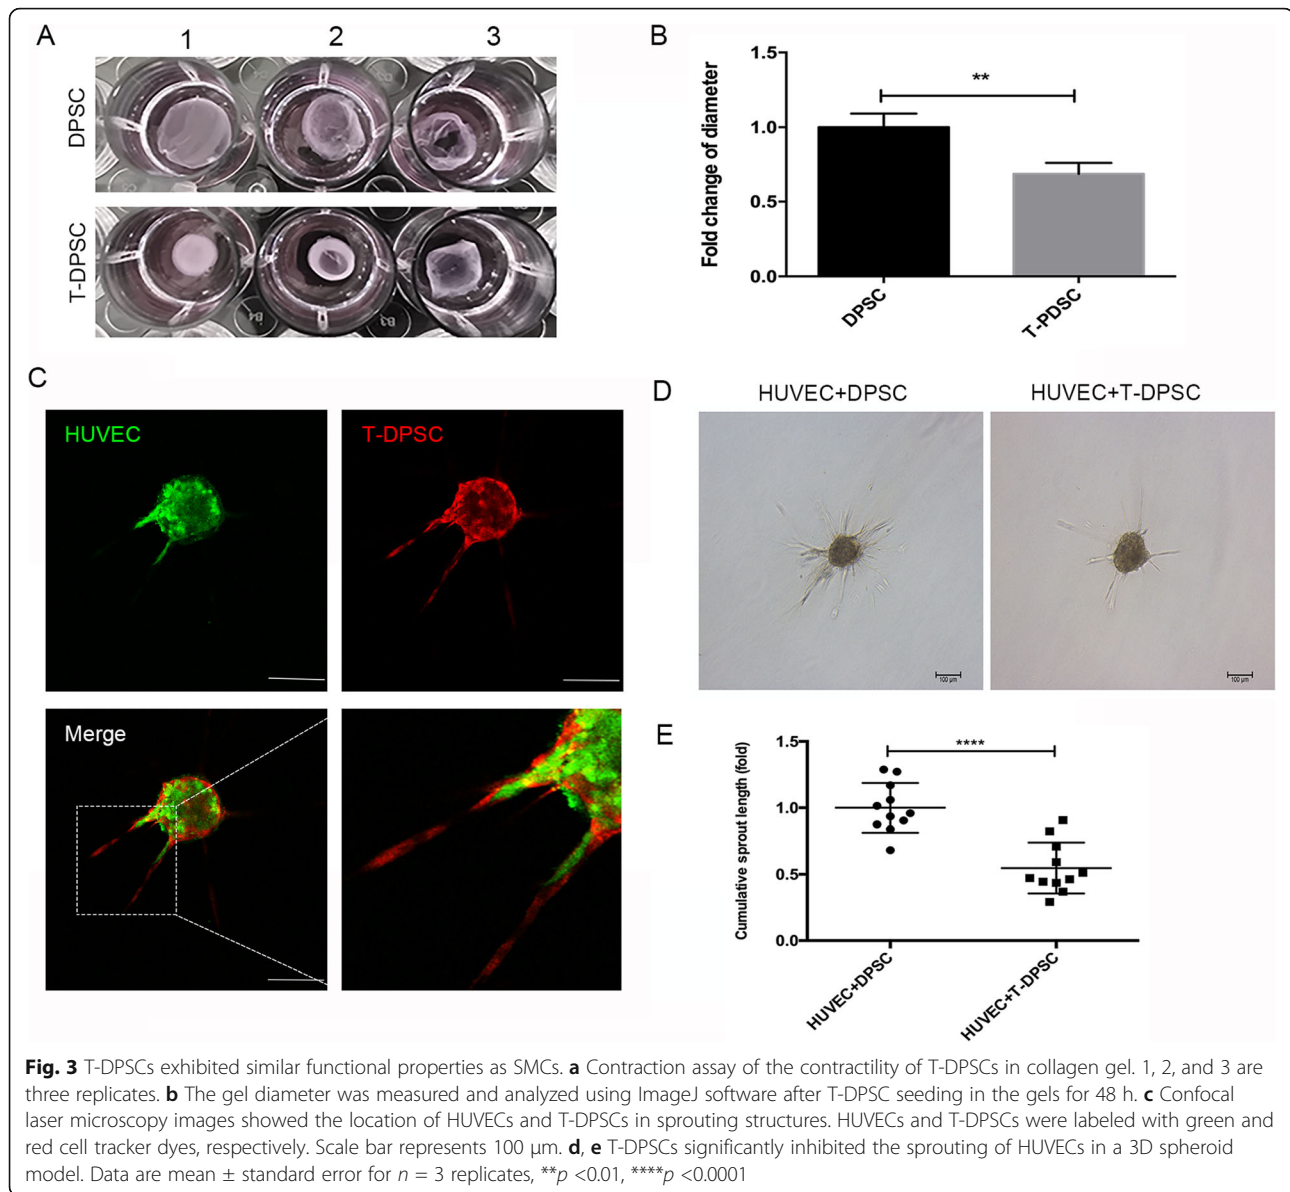 A
1 2 3
DPSC
T-DPSC
B
1.5
1.0
0.5
0.0
Fold change of diameter
**
DPSC
T-PDSC
C
HUVEC
T-DPSC
Merge
D
HUVEC+DPSC
HUVEC+T-DPSC
100 µm
100 µm
E
1.5
1.0
0.5
0.0
Cumulative sprout length (fold)
****
HUVEC+DPSC
HUVEC+T-DPSC
Fig. 3 T-DPSCs exhibited similar functional properties as SMCs. a Contraction assay of the contractility of T-DPSCs in collagen gel. 1, 2, and 3 are
three replicates. b The gel diameter was measured and analyzed using ImageJ software after T-DPSC seeding in the gels for 48 h. c Confocal
laser microscopy images showed the location of HUVECs and T-DPSCs in sprouting structures. HUVECs and T-DPSCs were labeled with green and
red cell tracker dyes, respectively. Scale bar represents 100 μm. d, e T-DPSCs significantly inhibited the sprouting of HUVECs in a 3D spheroid
model. Data are mean ± standard error for n = 3 replicates, **p <0.01, ****p <0.0001